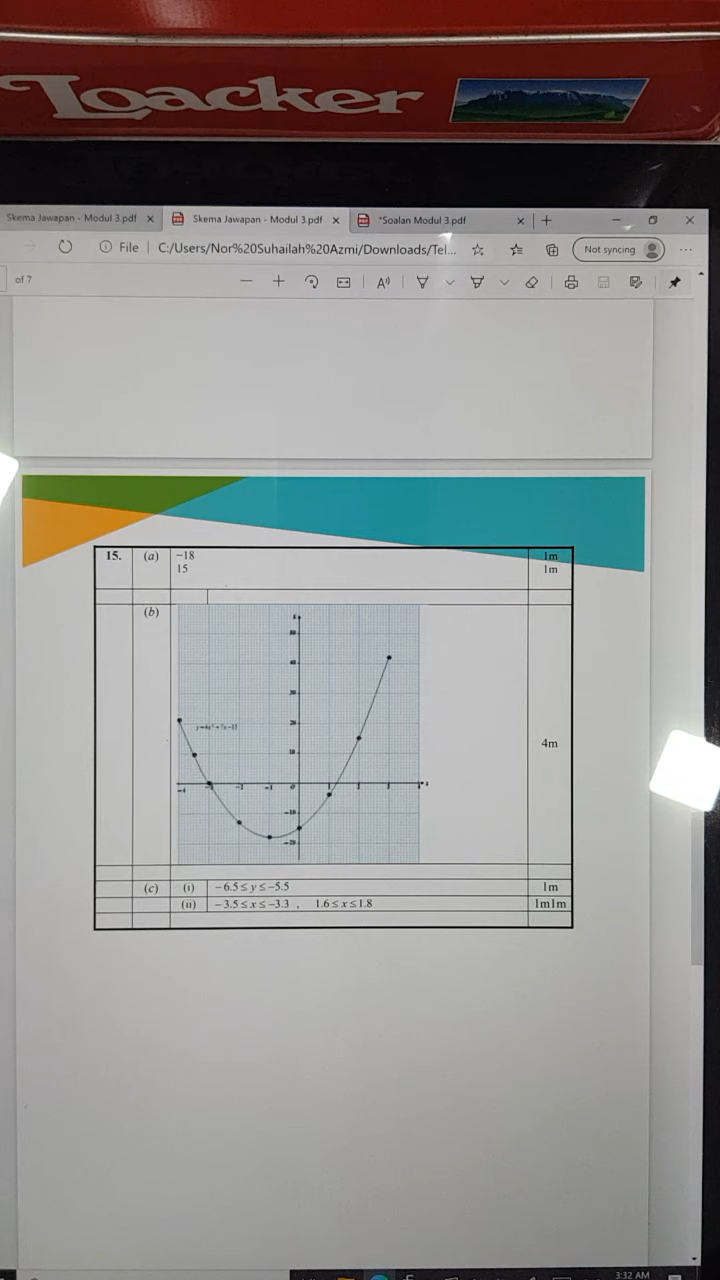 Loacker
Skema Jawapan - Modul 3.pdf
Skema Jawapan - Modul 3.pdf
*Soalan Modul 3.pdf
File
C:/Users/Nor%20Suhailah%20Azmi/Downloads/Tel...
Not syncing
of 7
15. (a) −18 1m
15 1m
(b)
4m
(c) (i) −6.5 ≤ y ≤ −5.5 1m
(ii) −3.5 ≤ x ≤ −3.3 , 1.6 ≤ x ≤ 1.8 1m1m
3:32 AM